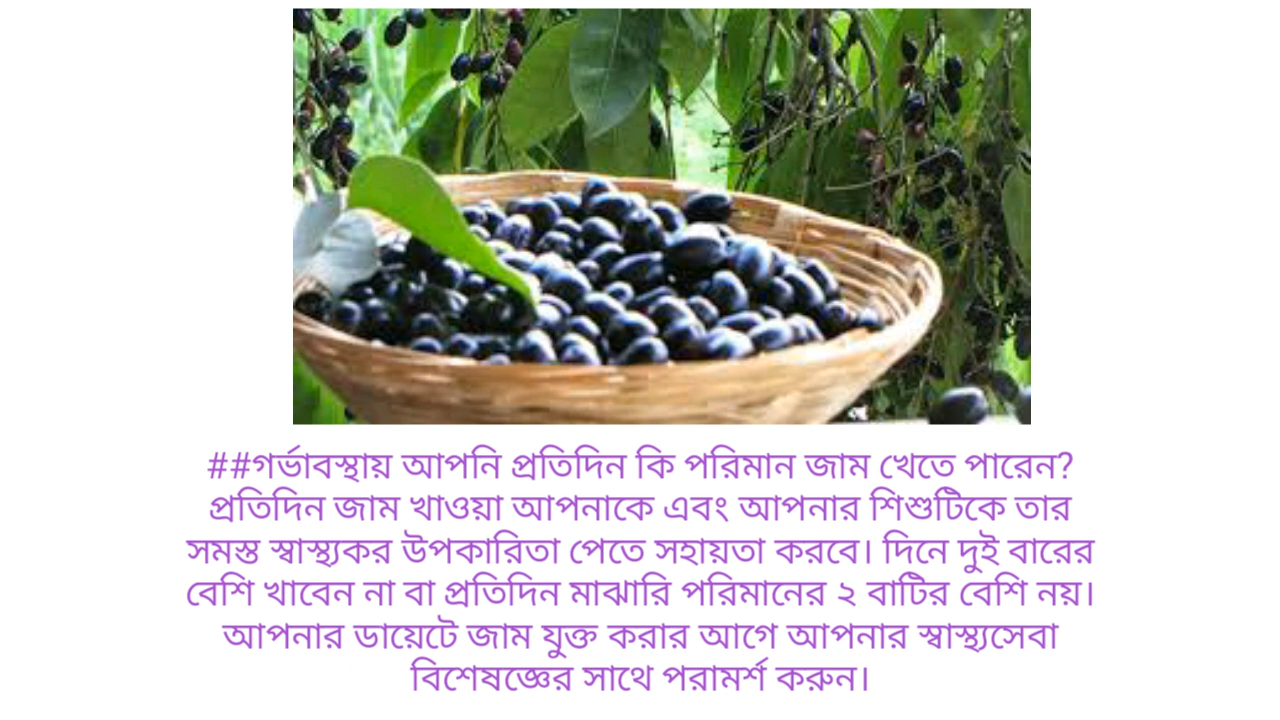 ##গর্ভাবস্থায় আপনি প্রতিদিন কি পরিমান জাম খেতে পারেন?
প্রতিদিন জাম খাওয়া আপনাকে এবং আপনার শিশুটিকে তার
সমস্ত স্বাস্থ্যকর উপকারিতা পেতে সহায়তা করবে। দিনে দুই বারের
বেশি খাবেন না বা প্রতিদিন মাঝারি পরিমানের ২ বাটির বেশি নয়।
আপনার ডায়েটে জাম যুক্ত করার আগে আপনার স্বাস্থ্যসেবা
বিশেষজ্ঞের সাথে পরামর্শ করুন।